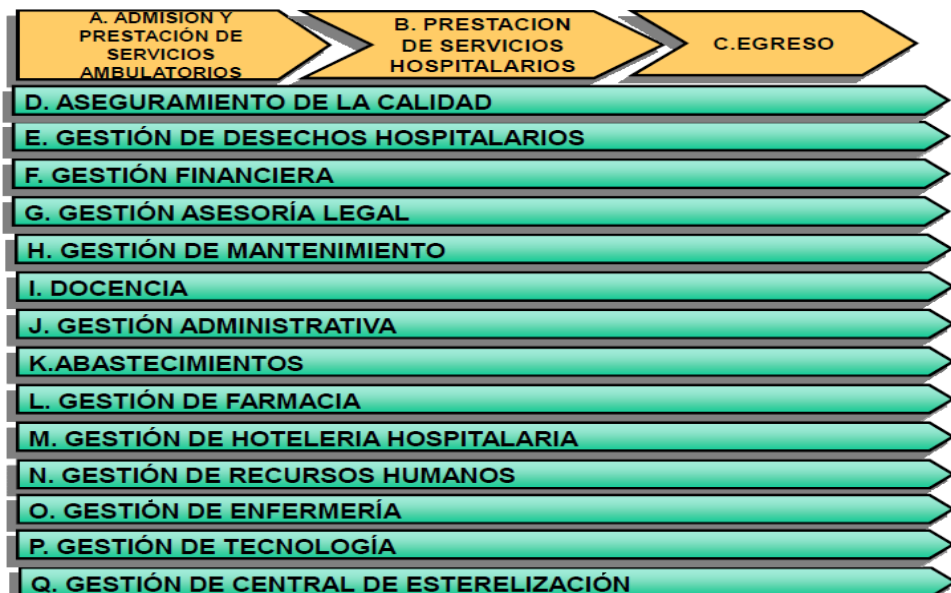 A. ADMISIÓN Y
PRESTACIÓN DE
SERVICIOS
AMBULATORIOS
B. PRESTACION
DE SERVICIOS
HOSPITALARIOS
C.EGRESO
D. ASEGURAMIENTO DE LA CALIDAD
E. GESTIÓN DE DESECHOS HOSPITALARIOS
F. GESTIÓN FINANCIERA
G. GESTIÓN ASESORÍA LEGAL
H. GESTIÓN DE MANTENIMIENTO
I. DOCENCIA
J. GESTIÓN ADMINISTRATIVA
K.ABASTECIMIENTOS
L. GESTIÓN DE FARMACIA
M. GESTIÓN DE HOTELERIA HOSPITALARIA
N. GESTIÓN DE RECURSOS HUMANOS
O. GESTIÓN DE ENFERMERÍA
P. GESTIÓN DE TECNOLOGÍA
Q. GESTIÓN DE CENTRAL DE ESTERELIZACIÓN